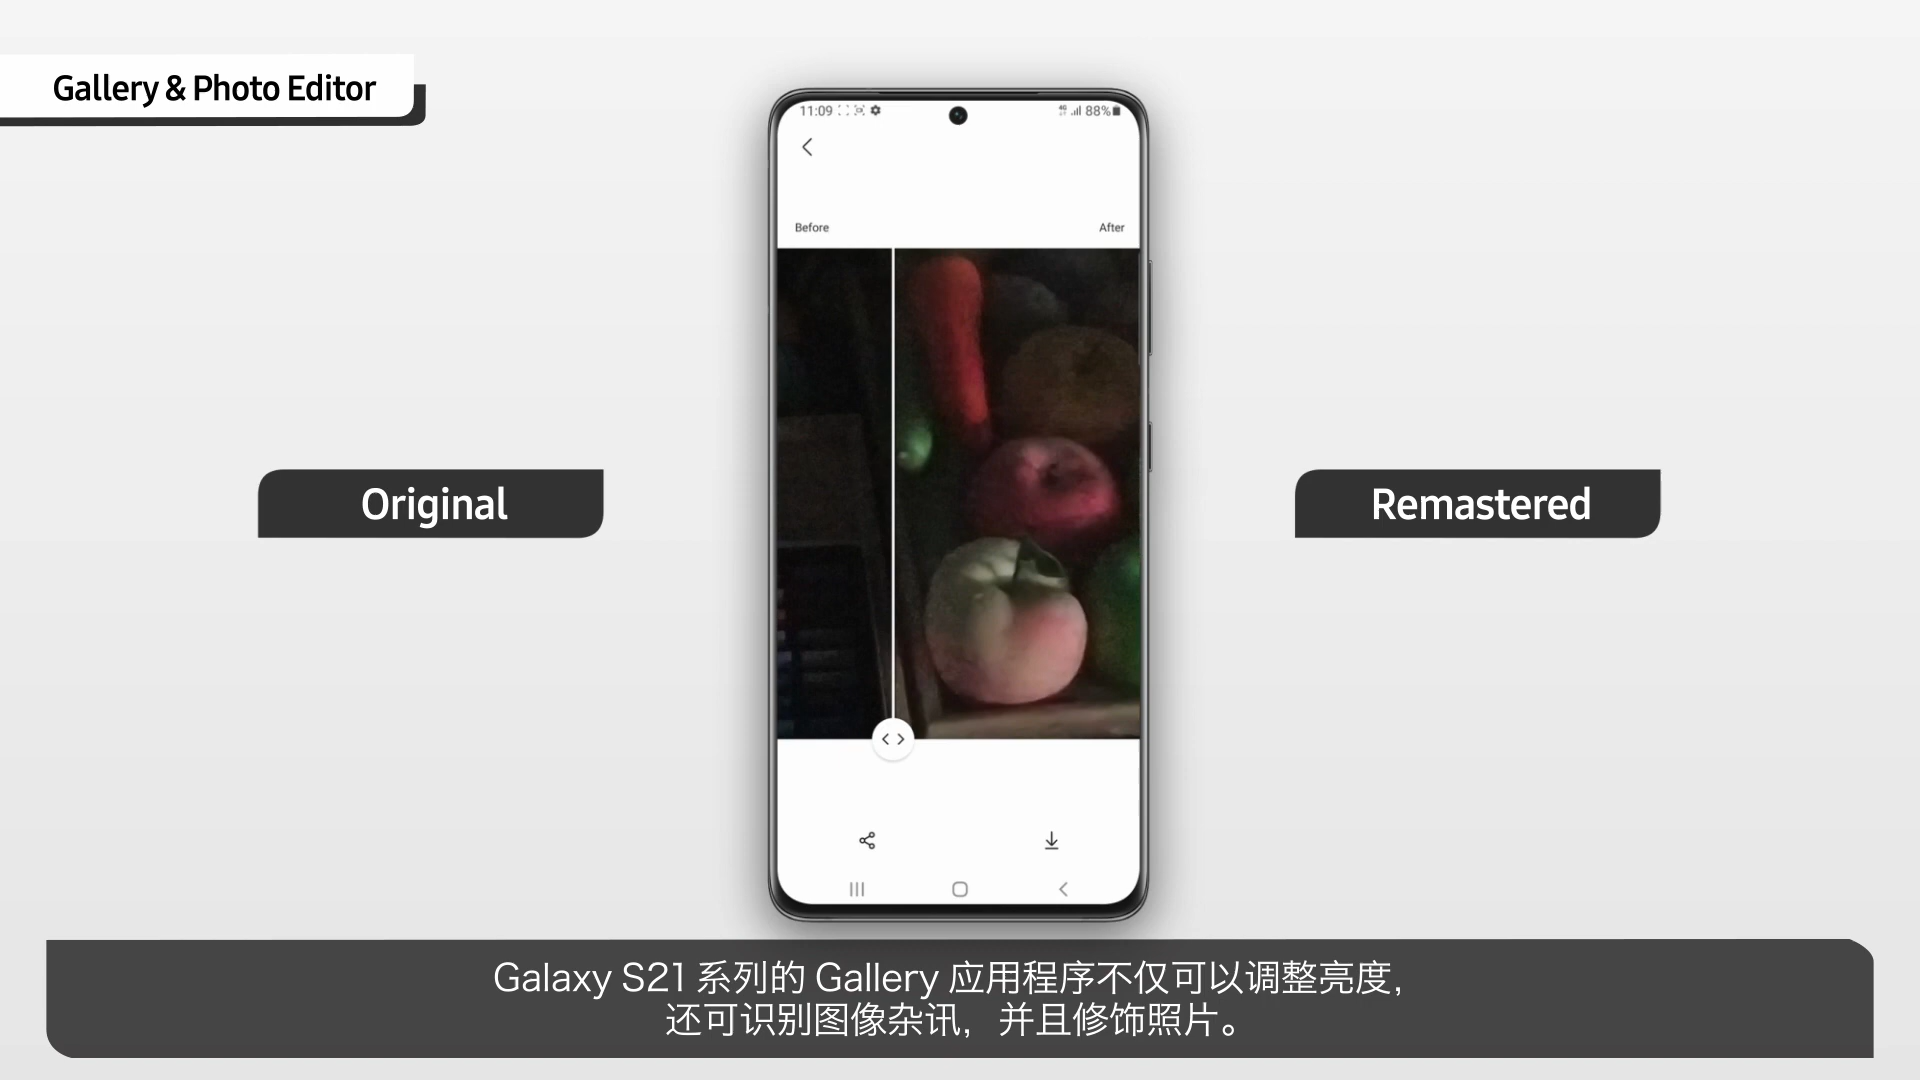 Gallery & Photo Editor
11:09
88%
Before
After
Original
Remastered
Galaxy S21 系列的 Gallery 应用程序不仅可以调整亮度,
还可识别图像杂讯, 并且修饰照片。